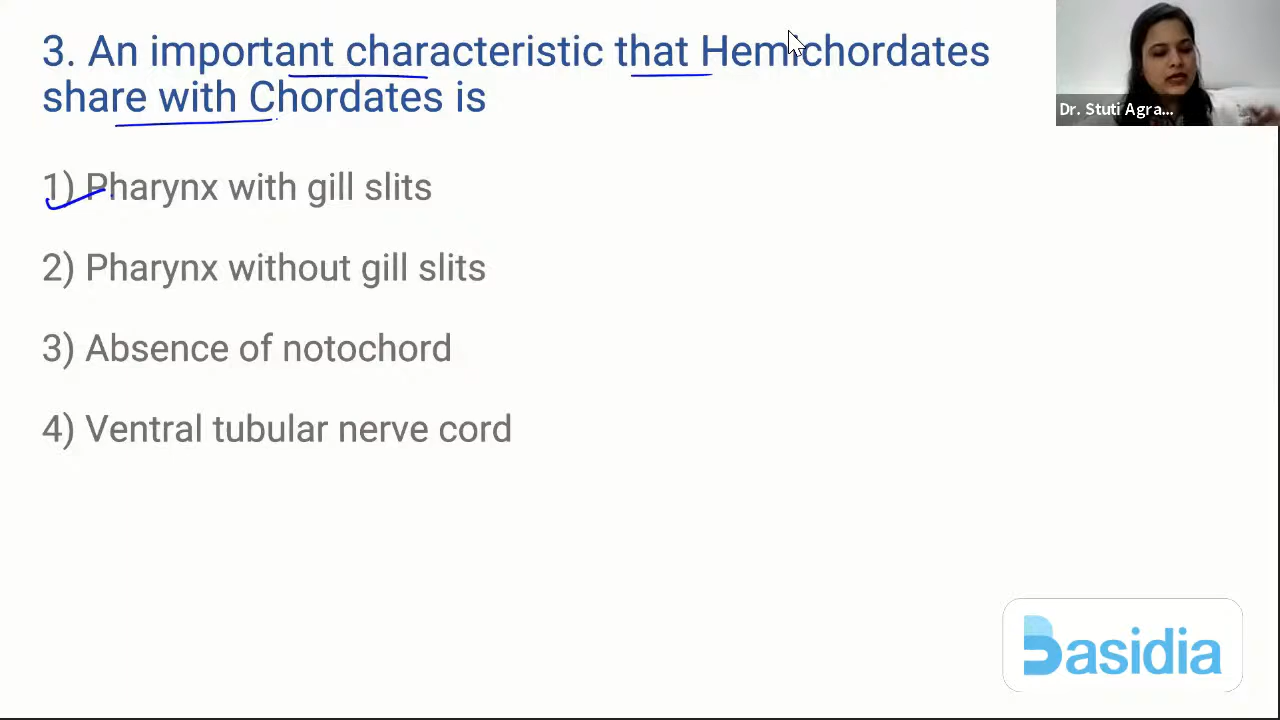 3. An important characteristic that Hemichordates
share with Chordates is
Dr. Stuti Agra...
1) Pharynx with gill slits
2) Pharynx without gill slits
3) Absence of notochord
4) Ventral tubular nerve cord
Basidia